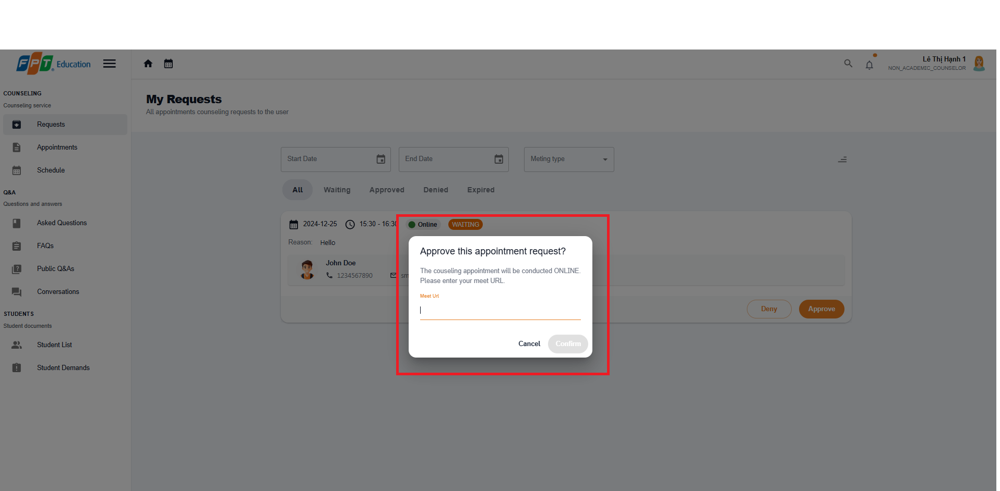 FPT Education
Lê Thị Hạnh 1
NON_ACADEMIC_COUNSELOR
COUNSELING
Counseling service
Requests
Appointments
Schedule
Q&A
Questions and answers
Asked Questions
FAQs
Public Q&As
Conversations
STUDENTS
Student documents
Student List
Student Demands
My Requests
All appointments counseling requests to the user
Start Date
End Date
Meting type
All Waiting Approved Denied Expired
2024-12-25 15:30 - 16:30 Online WAITING
Reason: Hello
John Doe
1234567890 sm
Deny Approve
Approve this appointment request?
The couseling appointment will be conducted ONLINE.
Please enter your meet URL.
Meet Url
Cancel Confirm